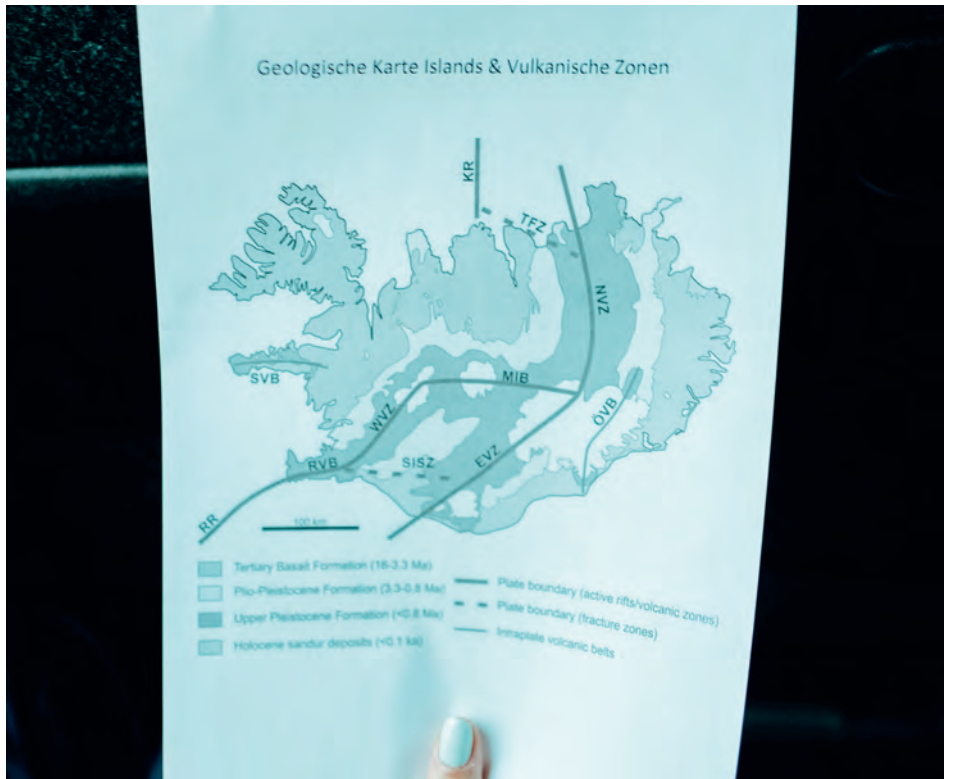 Geologische Karte Islands & Vulkanische Zonen
KR
TFZ
NVZ
SVB
MIB
WVZ
ÖVB
RVB
SISZ
EVZ
RR
100 km
Tertiary Basalt Formation (16-3.3 Ma)
Plio-Pleistocene Formation (3.3-0.8 Ma)
Upper Pleistocene Formation (<0.8 Ma)
Holocene sandur deposits (<0.1 ka)
Plate boundary (active rifts/volcanic zones)
Plate boundary (fracture zones)
Intraplate volcanic belts